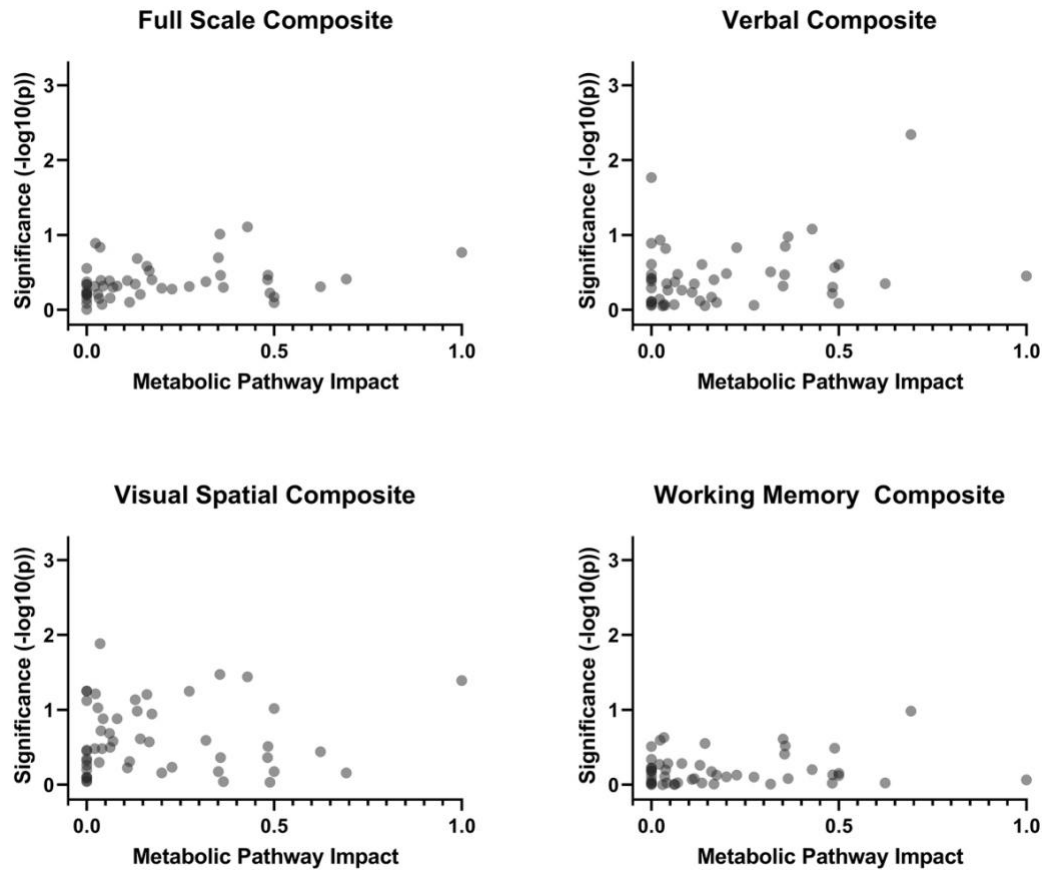 Full Scale Composite
Significance (-log10(p))
3
2
1
0
0.0 0.5 1.0
Metabolic Pathway Impact
Verbal Composite
Significance (-log10(p))
3
2
1
0
0.0 0.5 1.0
Metabolic Pathway Impact
Visual Spatial Composite
Significance (-log10(p))
3
2
1
0
0.0 0.5 1.0
Metabolic Pathway Impact
Working Memory  Composite
Significance (-log10(p))
3
2
1
0
0.0 0.5 1.0
Metabolic Pathway Impact